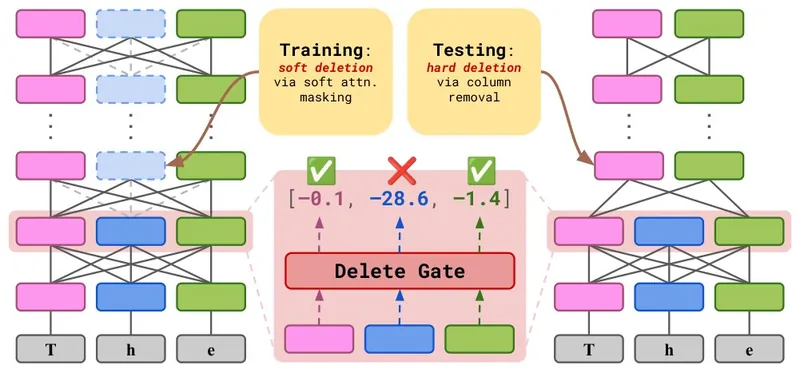 Training:
soft deletion
via soft attn.
masking
Testing:
hard deletion
via column
removal
[−0.1, −28.6, −1.4]
Delete Gate
T h e
T h e